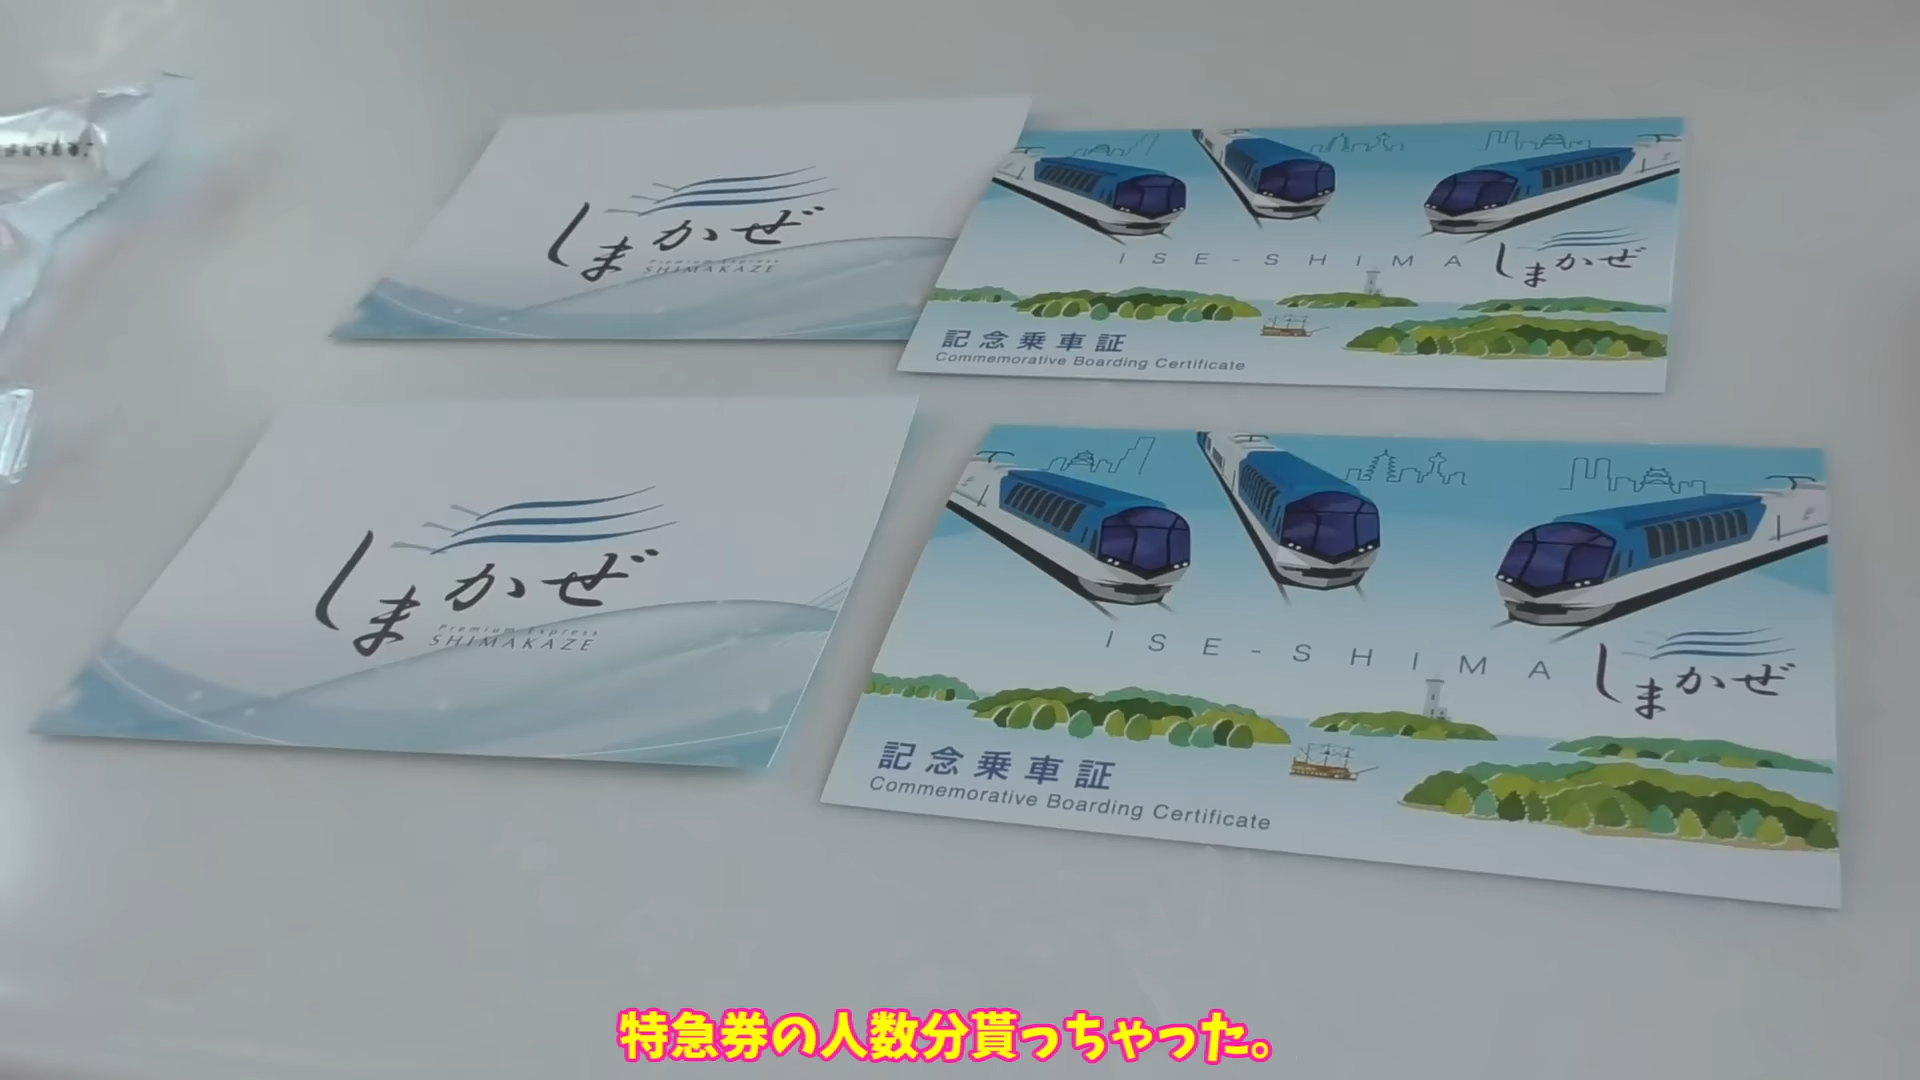 しまかぜ
Premium Express
SHIMAKAZE
ISE-SHIMA しまかぜ
記念乗車証
Commemorative Boarding Certificate
しまかぜ
Premium Express
SHIMAKAZE
ISE-SHIMA しまかぜ
記念乗車証
Commemorative Boarding Certificate
特急券の人数分貰っちゃった。